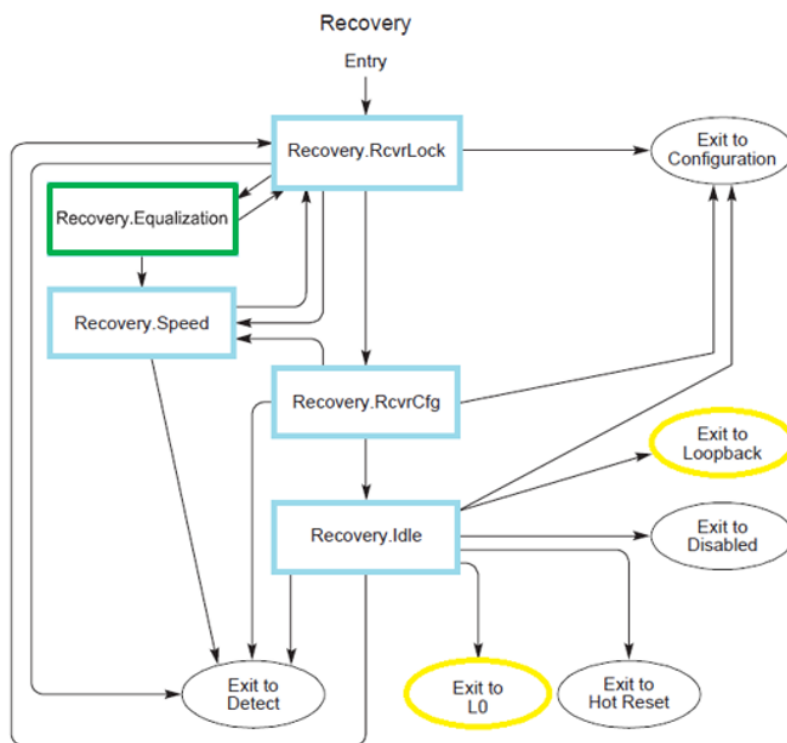 Recovery
Entry
Recovery.RcvrLock
Exit to
Configuration
Recovery.Equalization
Recovery.Speed
Recovery.RcvrCfg
Exit to
Loopback
Recovery.Idle
Exit to
Disabled
Exit to
Detect
Exit to
L0
Exit to
Hot Reset